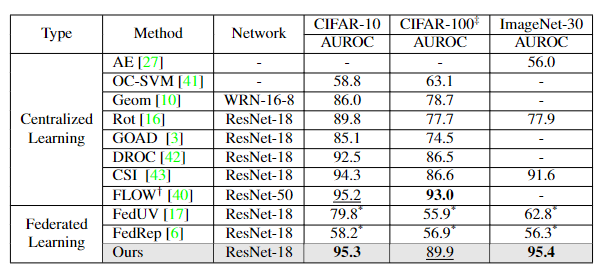 Type Method Network CIFAR-10 CIFAR-100‡ ImageNet-30
AUROC AUROC AUROC
Centralized Learning
AE [27] - - - 56.0
OC-SVM [41] - 58.8 63.1 -
Geom [10] WRN-16-8 86.0 78.7 -
Rot [16] ResNet-18 89.8 77.7 77.9
GOAD [3] ResNet-18 85.1 74.5 -
DROC [42] ResNet-18 92.5 86.5 -
CSI [43] ResNet-18 94.3 86.6 91.6
FLOW† [40] ResNet-50 95.2 93.0 -
Federated Learning
FedUV [17] ResNet-18 79.8* 55.9* 62.8*
FedRep [6] ResNet-18 58.2* 56.9* 56.3*
Ours ResNet-18 95.3 89.9 95.4